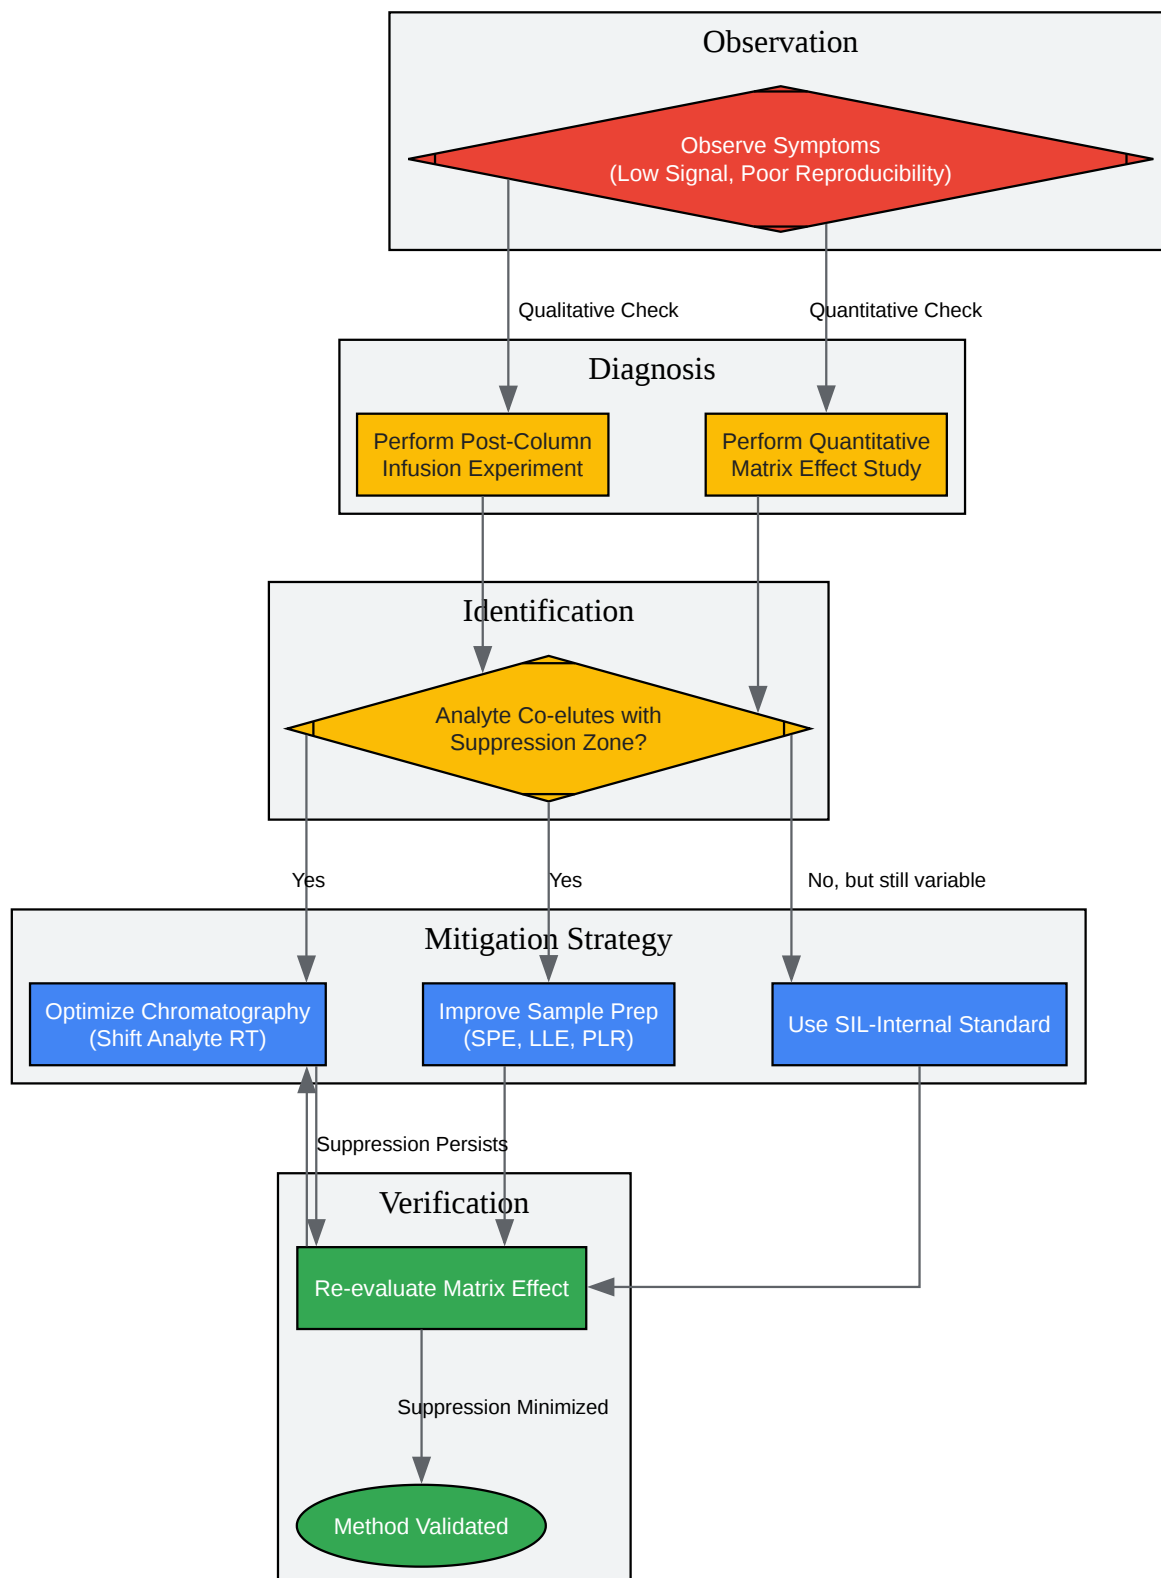 Observation
Observe Symptoms
(Low Signal, Poor Reproducibility)
Qualitative Check
Quantitative Check
Diagnosis
Perform Post-Column
Infusion Experiment
Perform Quantitative
Matrix Effect Study
Identification
Analyte Co-elutes with
Suppression Zone?
Yes
Yes
No, but still variable
Mitigation Strategy
Optimize Chromatography
(Shift Analyte RT)
Improve Sample Prep
(SPE, LLE, PLR)
Use SIL-Internal Standard
Suppression Persists
Verification
Re-evaluate Matrix Effect
Suppression Minimized
Method Validated